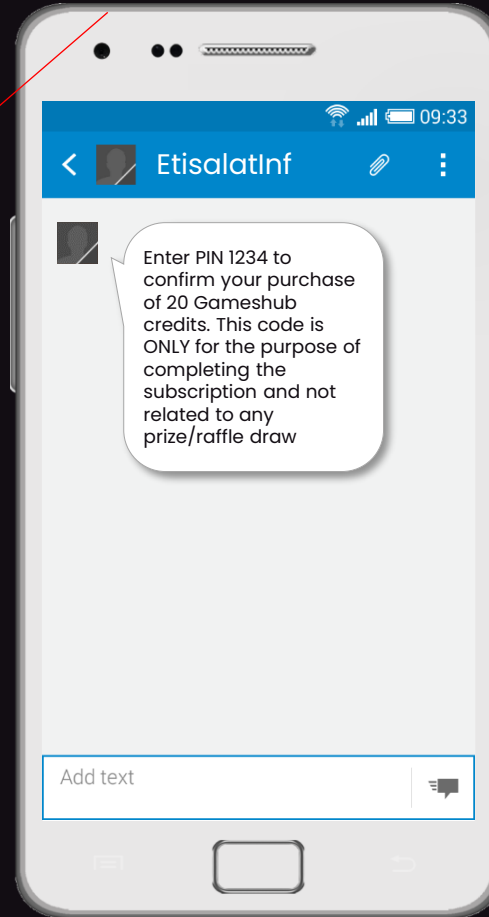 09:33
EtisalatInf
Enter PIN 1234 to
confirm your purchase
of 20 Gameshub
credits. This code is
ONLY for the purpose of
completing the
subscription and not
related to any
prize/raffle draw
Add text